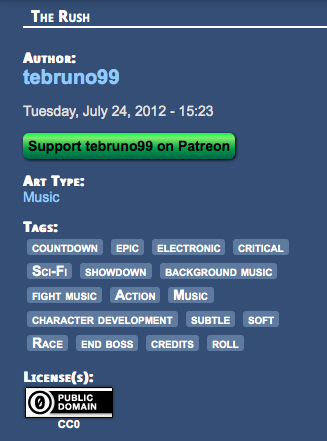 The Rush
Author:
tebruno99
Tuesday, July 24, 2012 - 15:23
Support tebruno99 on Patreon
Art Type:
Music
Tags:
countdown epic electronic critical
Sci-Fi showdown background music
fight music Action Music
character development subtle soft
Race end boss credits roll
License(s):
0 PUBLIC DOMAIN
CC0